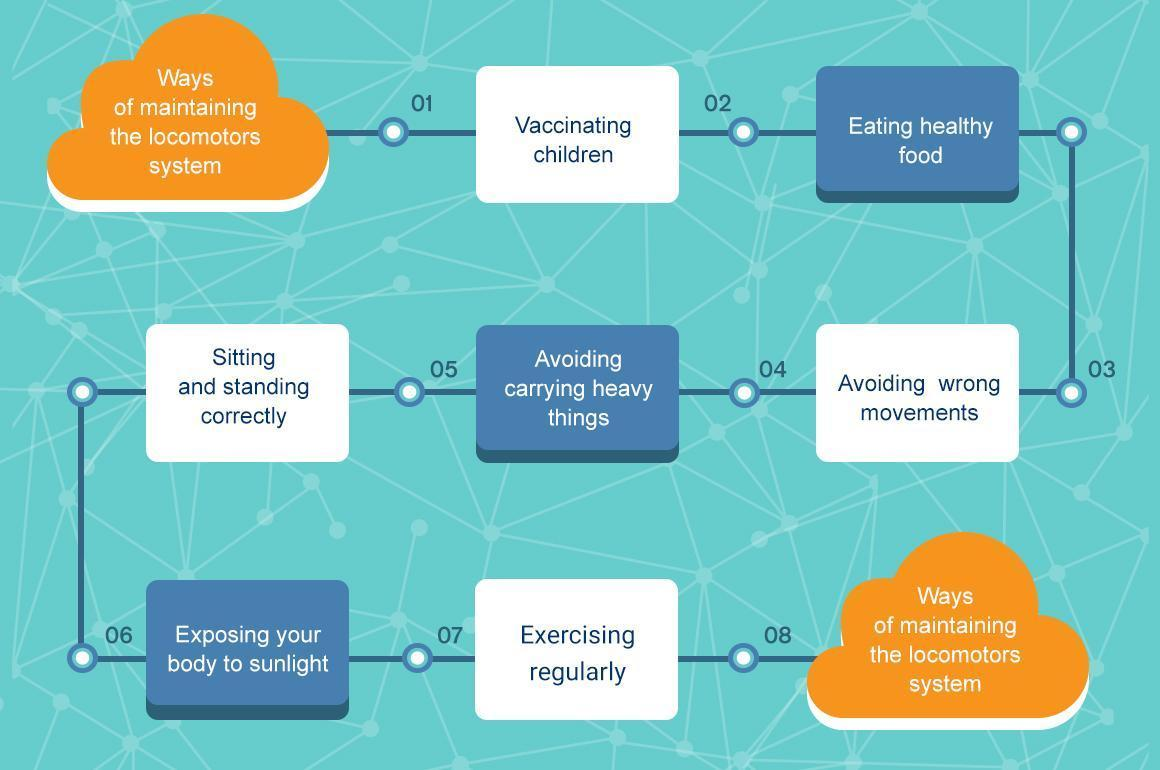 Ways
of maintaining
the locomotors
system
01
Vaccinating
children
02
Eating healthy
food
03
Avoiding wrong
movements
04
Avoiding
carrying heavy
things
05
Sitting
and standing
correctly
06
Exposing your
body to sunlight
07
Exercising
regularly
08
Ways
of maintaining
the locomotors
system